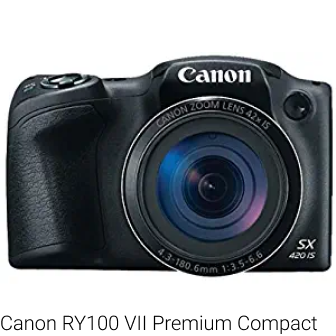 Canon
CANON ZOOM LENS 42x IS
4.3-180.6mm 1:3.5-6.6
SX
420 IS
Canon RY100 VII Premium Compact